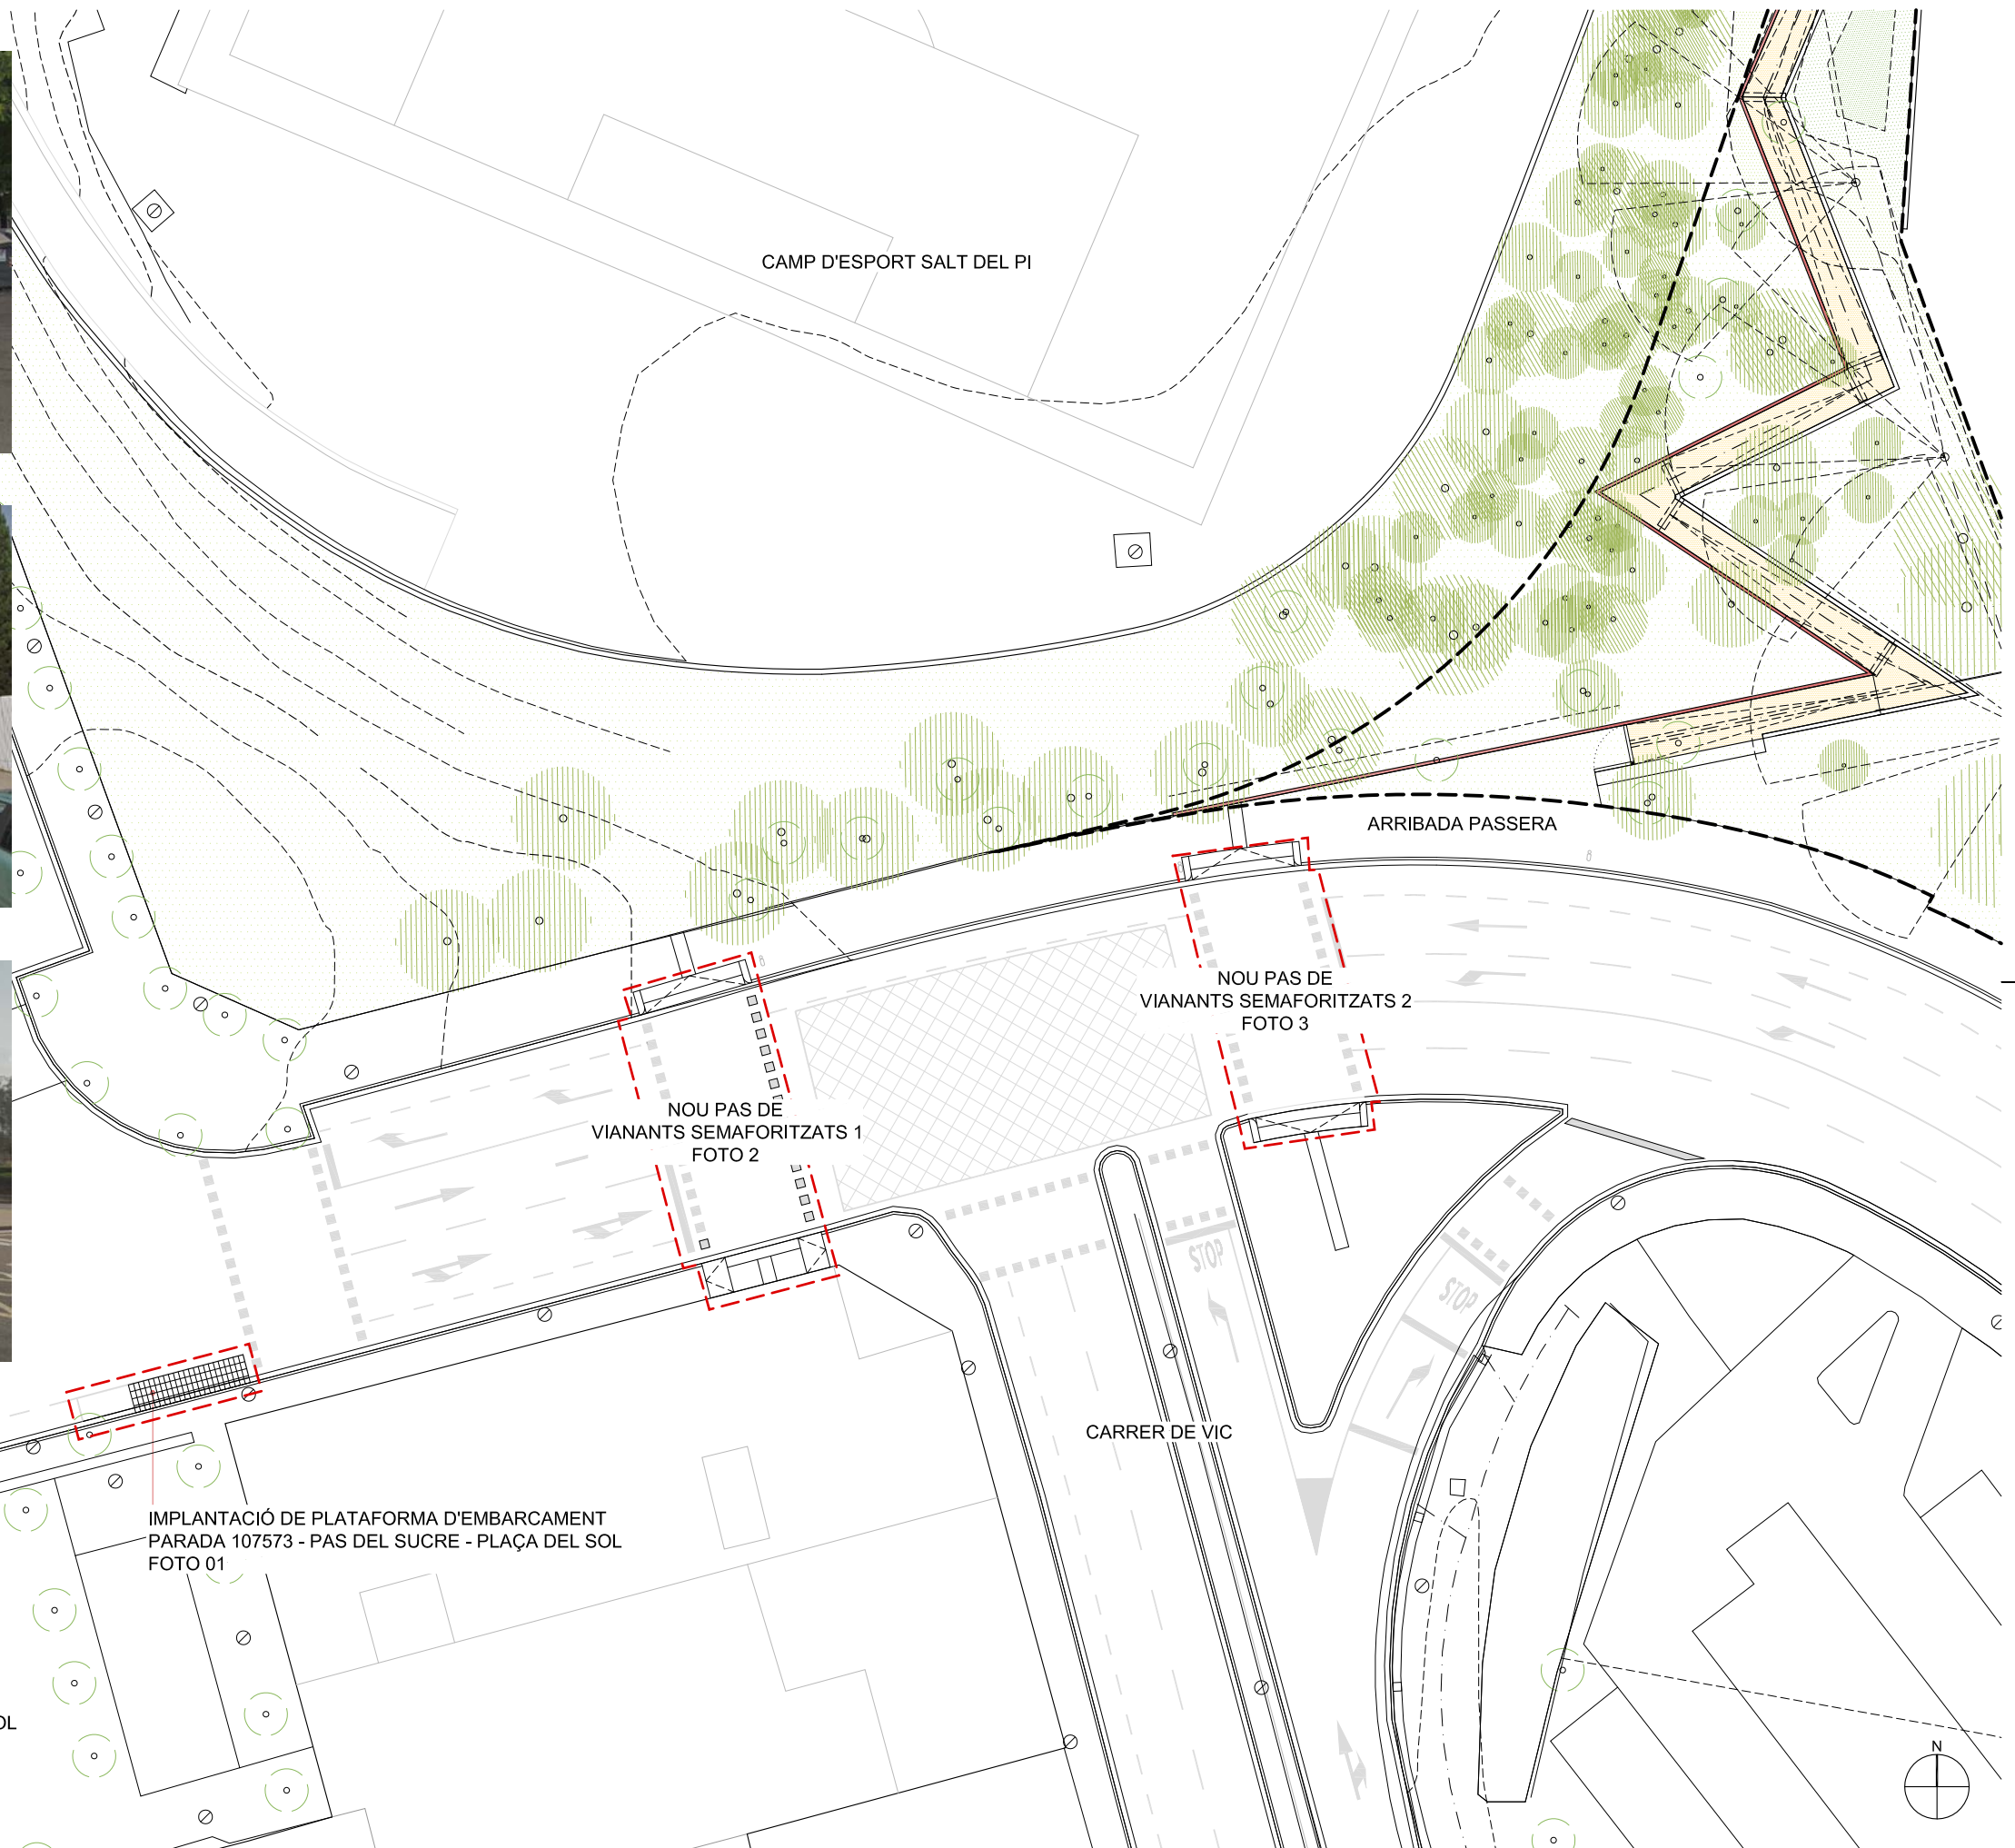 CAMP D'ESPORT SALT DEL PI
ARRIBADA PASSERA
NOU PAS DE
VIANANTS SEMAFORITZATS 2
FOTO 3
NOU PAS DE
VIANANTS SEMAFORITZATS 1
FOTO 2
STOP
STOP
CARRER DE VIC
IMPLANTACIÓ DE PLATAFORMA D'EMBARCAMENT
PARADA 107573 - PAS DEL SUCRE - PLAÇA DEL SOL
FOTO 01
OL
N